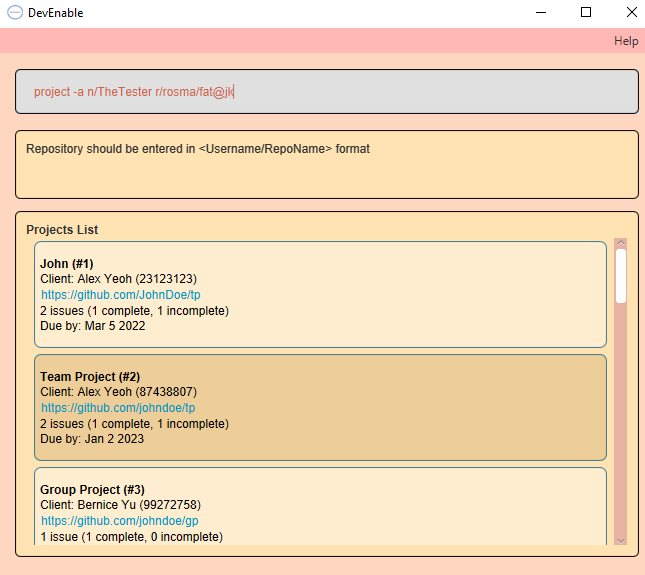 DevEnable
Help
project -a n/TheTester r/rosma/fat@jk
Repository should be entered in <Username/RepoName> format
Projects List
John (#1)
Client: Alex Yeoh (23123123)
https://github.com/JohnDoe/tp
2 issues (1 complete, 1 incomplete)
Due by: Mar 5 2022
Team Project (#2)
Client: Alex Yeoh (87438807)
https://github.com/johndoe/tp
2 issues (1 complete, 1 incomplete)
Due by: Jan 2 2023
Group Project (#3)
Client: Bernice Yu (99272758)
https://github.com/johndoe/gp
1 issue (1 complete, 0 incomplete)